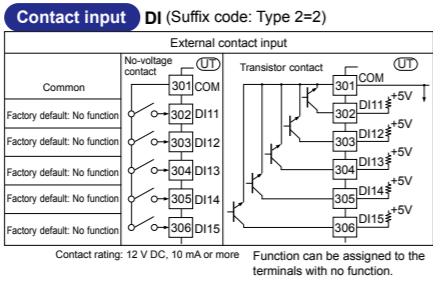 Contact input DI (Suffix code: Type 2=2)
External contact input
No-voltage contact UT
Transistor contact UT
Common 301 COM
301 COM
Factory default: No function 302 DI11
302 DI11 +5V
Factory default: No function 303 DI12
303 DI12 +5V
Factory default: No function 304 DI13
304 DI13 +5V
Factory default: No function 305 DI14
305 DI14 +5V
Factory default: No function 306 DI15
306 DI15 +5V
Contact rating: 12 V DC, 10 mA or more
Function can be assigned to the
terminals with no function.